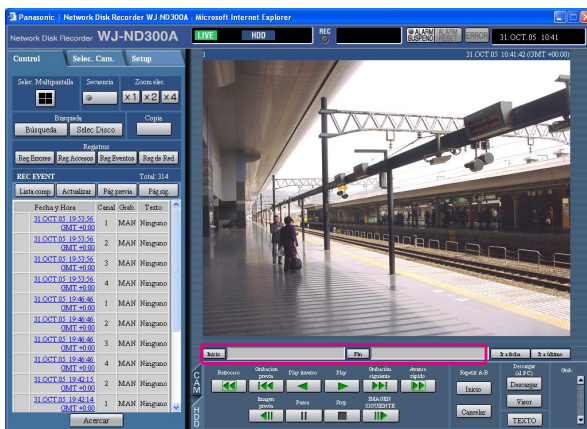 Panasonic | Network Disk Recorder WJ-ND300A - Microsoft Internet Explorer
Network Disk Recorder WJ-ND300A
LIVE HDD REC ALARM SUSPEND ALARM RESET ERROR 31.OCT.05 10:41
Control Selec. Cam. Setup
1 31.OCT.05 10:41:42 (GMT +00:00)
Selec. Multipantalla Secuencia Zoom elec.
x1 x2 x4
Búsqueda Copia
Búsqueda Selec Disco
Registros
Reg Errores Reg Accesos Reg Eventos Reg de Red
REC EVENT Total: 314
Lista comp Actualizar Pág previa Pág sig.
Fecha y Hora Canal Grab. Texto
31.OCT.05 19:53:56 GMT +0:00 1 MAN Ninguno
31.OCT.05 19:53:56 GMT +0:00 2 MAN Ninguno
31.OCT.05 19:53:56 GMT +0:00 3 MAN Ninguno
31.OCT.05 19:53:56 GMT +0:00 4 MAN Ninguno
31.OCT.05 19:46:46 GMT +0:00 1 MAN Ninguno
31.OCT.05 19:46:46 GMT +0:00 2 MAN Ninguno
31.OCT.05 19:46:46 GMT +0:00 3 MAN Ninguno
31.OCT.05 19:46:46 GMT +0:00 4 MAN Ninguno
31.OCT.05 19:42:15 GMT +0:00 2 MAN Ninguno
31.OCT.05 19:42:14 GMT +0:00 1 MAN Ninguno
Acercar
Inicio Fin Ir a fecha Ir a último
CAM
HDD
Retroceso Grabacion previa Play inverso Play Grabación siguiente Avance rápido
Imagen previa Pausa Stop IMAGEN SIGUIENTE
Repetir A-B
Inicio
Cancelar
Descargar (al PC)
Descargar
Visor
TEXTO
Grab.